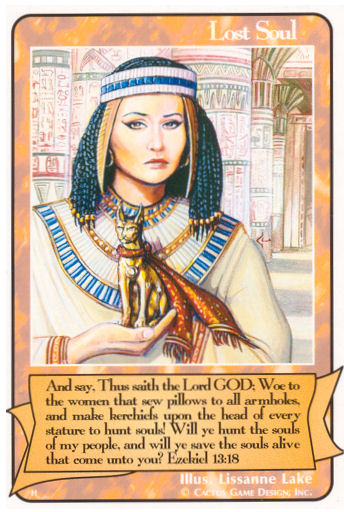 Lost Soul
And say, Thus saith the Lord GOD; Woe to
the women that sew pillows to all armholes,
and make kerchiefs upon the head of every
stature to hunt souls! Will ye hunt the souls
of my people, and will ye save the souls alive
that come unto you? Ezekiel 13:18
Illus. Lissanne Lake
H
© Cactus Game Design, Inc.